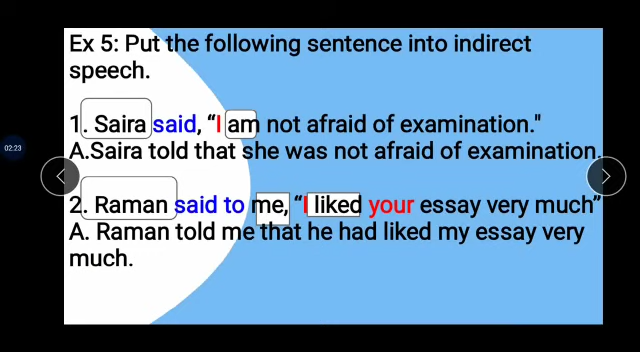 Ex 5: Put the following sentence into indirect
speech.
1. Saira said, “I am not afraid of examination."
A.Saira told that she was not afraid of examination.
02:23
2. Raman said to me, “I liked your essay very much”
A. Raman told me that he had liked my essay very
much.